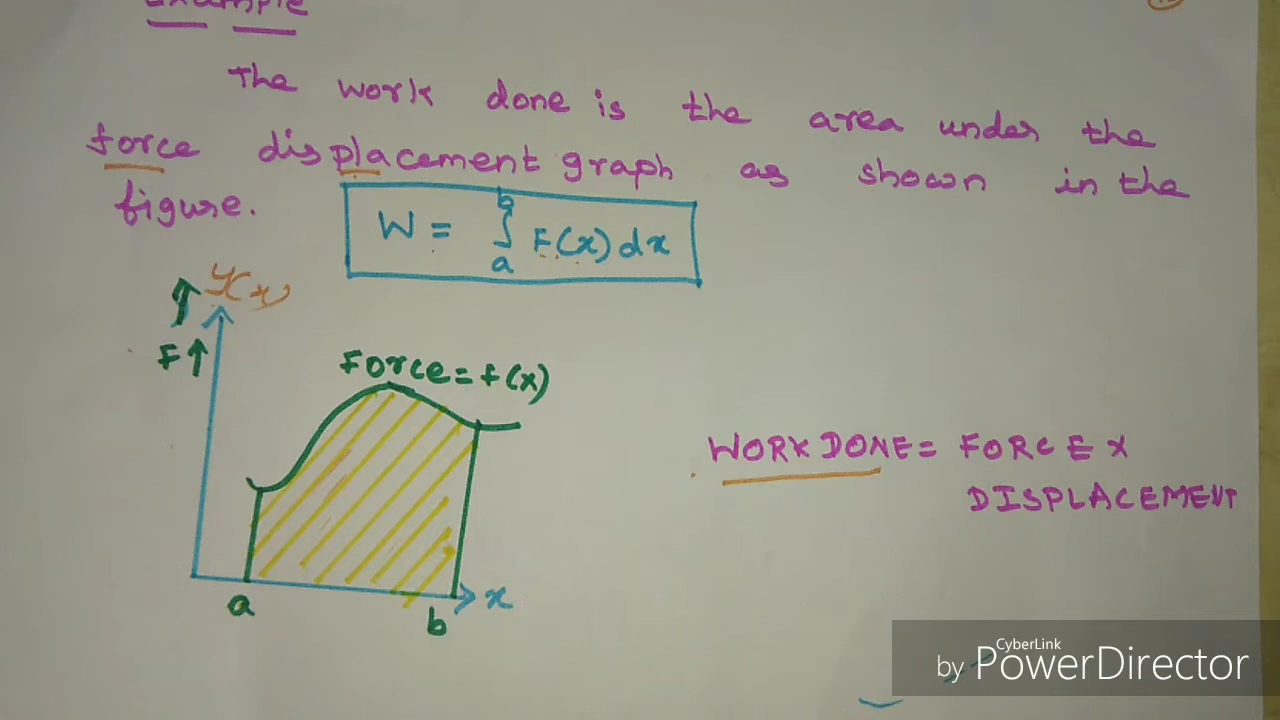 Example
The work done is the area under the
force displacement graph as shown in the
figure.
W = ∫ₐᵇ F(x) dx
F↑
Force = f(x)
WORK DONE = FORCE X
DISPLACEMENT
a
b
x
CyberLink
by PowerDirector